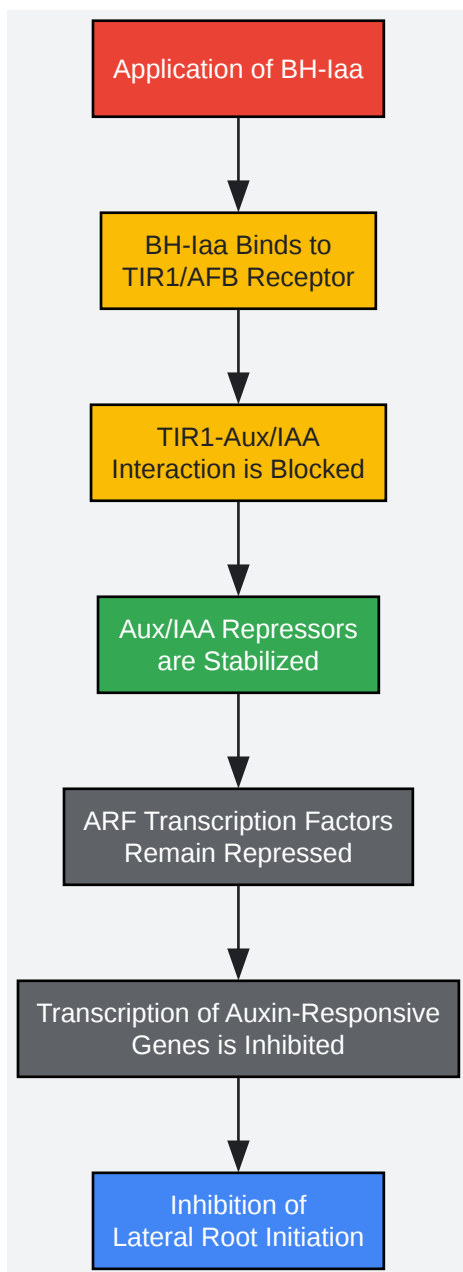 Application of BH-Iaa
BH-Iaa Binds to
TIR1/AFB Receptor
TIR1-Aux/IAA
Interaction is Blocked
Aux/IAA Repressors
are Stabilized
ARF Transcription Factors
Remain Repressed
Transcription of Auxin-Responsive
Genes is Inhibited
Inhibition of
Lateral Root Initiation